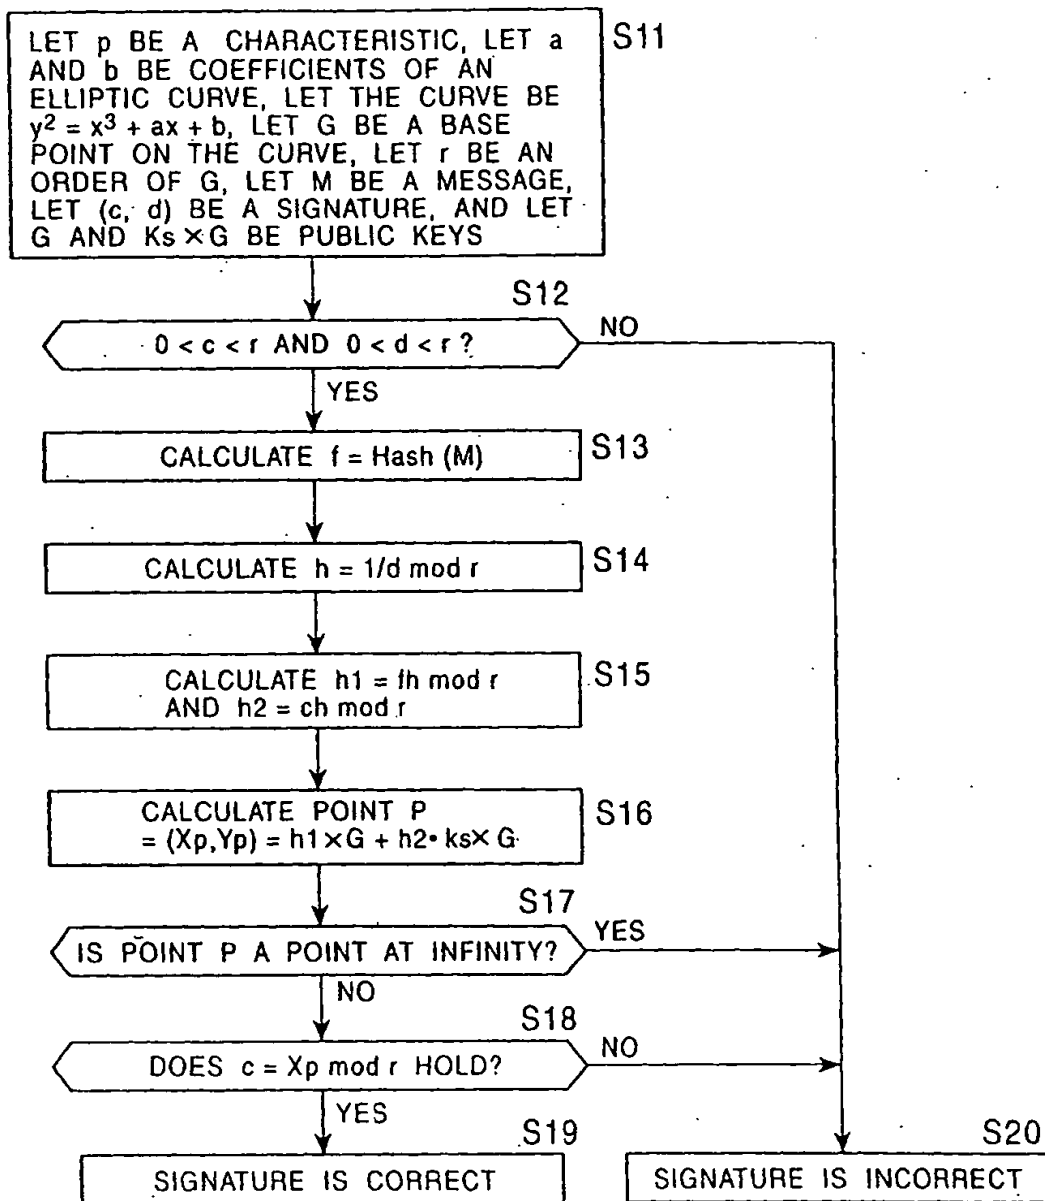 LET p BE A CHARACTERISTIC, LET a
AND b BE COEFFICIENTS OF AN
ELLIPTIC CURVE, LET THE CURVE BE
y² = x³ + ax + b, LET G BE A BASE
POINT ON THE CURVE, LET r BE AN
ORDER OF G, LET M BE A MESSAGE,
LET (c, d) BE A SIGNATURE, AND LET
G AND Ks×G BE PUBLIC KEYS
S11
S12
0 < c < r AND 0 < d < r ?
NO
YES
CALCULATE f = Hash (M)
S13
CALCULATE h = 1/d mod r
S14
CALCULATE h1 = fh mod r
AND h2 = ch mod r
S15
CALCULATE POINT P
= (Xp,Yp) = h1×G + h2• ks× G
S16
S17
IS POINT P A POINT AT INFINITY?
YES
NO
S18
DOES c = Xp mod r HOLD?
NO
YES
S19
SIGNATURE IS CORRECT
S20
SIGNATURE IS INCORRECT